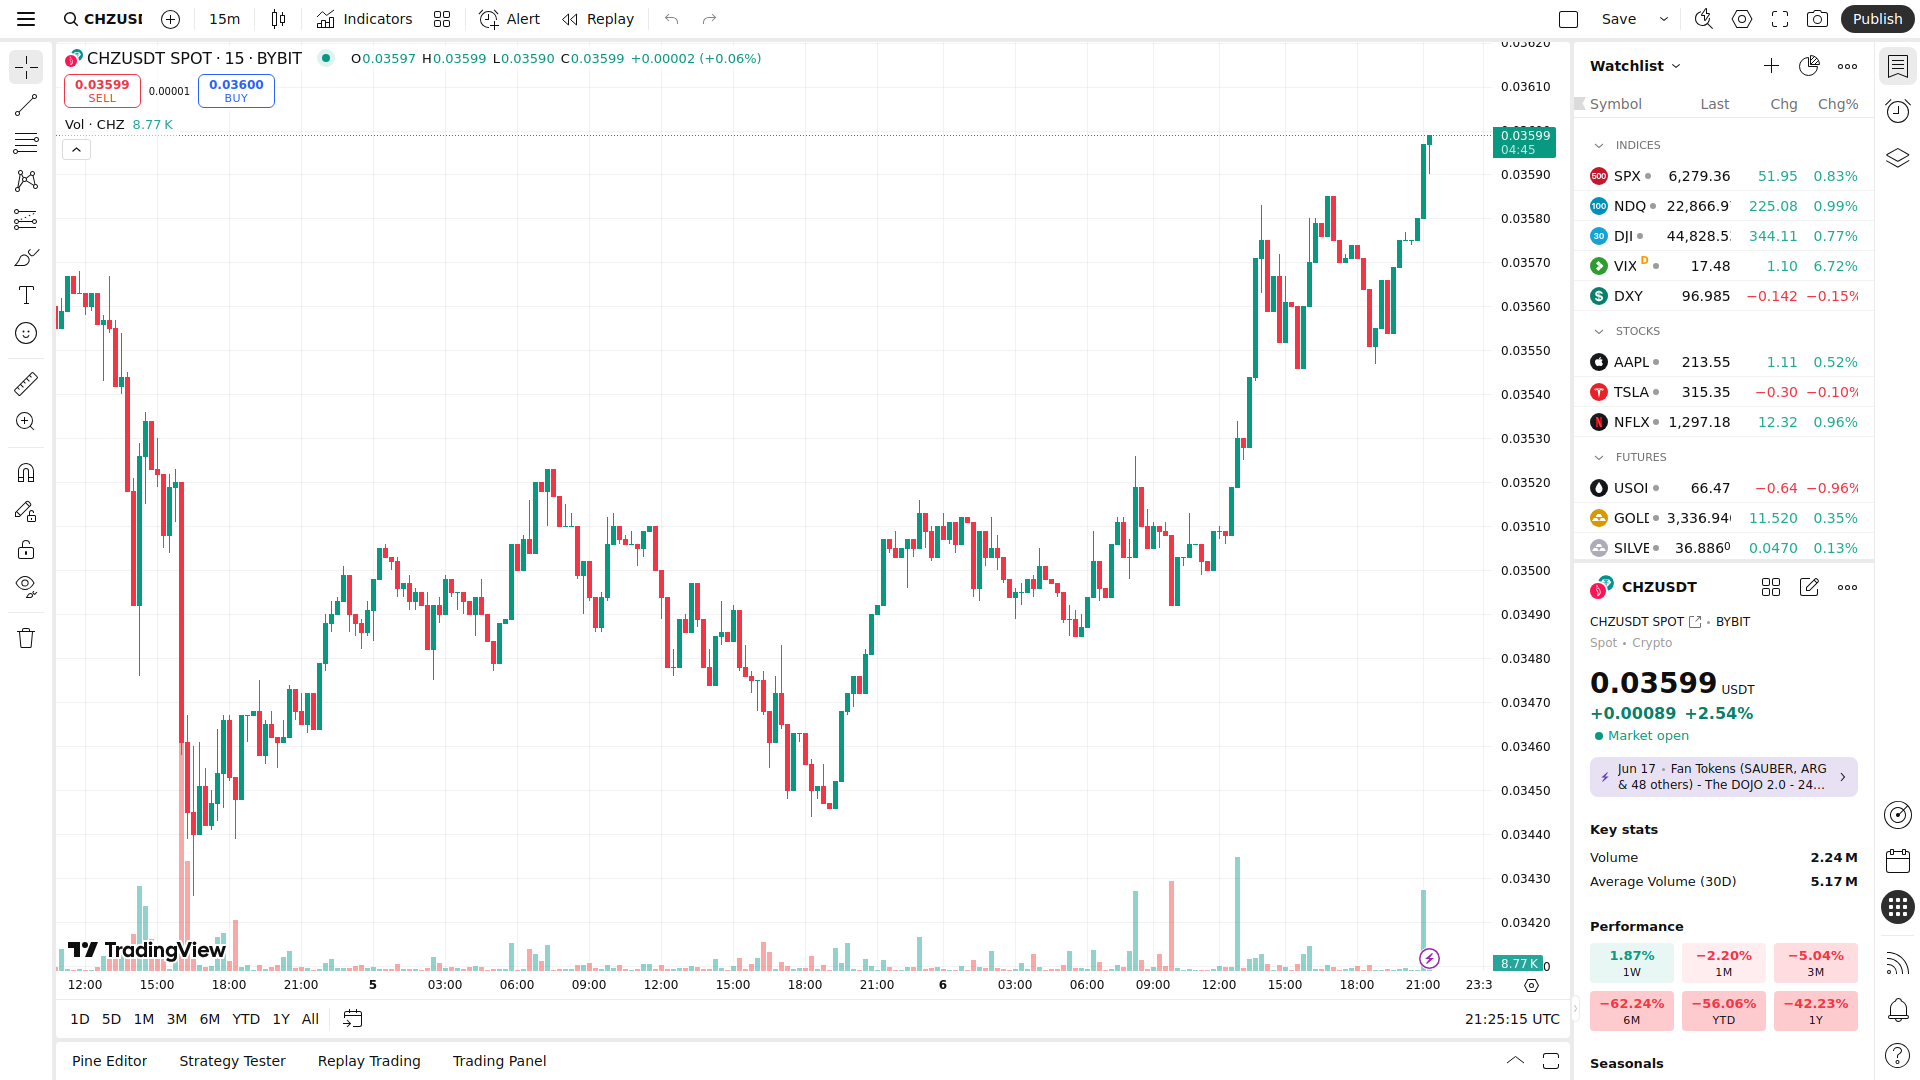 CHZUSD
15m
Indicators
Alert
Replay
Save
Publish
CHZUSDT SPOT · 15 · BYBIT
O0.03597 H0.03599 L0.03590 C0.03599 +0.00002 (+0.06%)
0.03599
SELL
0.00001
0.03600
BUY
Vol · CHZ 8.77 K
0.03620
0.03610
0.03599
04:45
0.03590
0.03580
0.03570
0.03560
0.03550
0.03540
0.03530
0.03520
0.03510
0.03500
0.03490
0.03480
0.03470
0.03460
0.03450
0.03440
0.03430
0.03420
8.77 K
TradingView
12:00 15:00 18:00 21:00 5 03:00 06:00 09:00 12:00 15:00 18:00 21:00 6 03:00 06:00 09:00 12:00 15:00 18:00 21:00 23:3
1D 5D 1M 3M 6M YTD 1Y All
21:25:15 UTC
Pine Editor Strategy Tester Replay Trading Trading Panel
Watchlist
Symbol Last Chg Chg%
INDICES
500 SPX 6,279.36 51.95 0.83%
100 NDQ 22,866.9 225.08 0.99%
30 DJI 44,828.5 344.11 0.77%
VIX D 17.48 1.10 6.72%
DXY 96.985 −0.142 −0.15%
STOCKS
AAPL 213.55 1.11 0.52%
TSLA 315.35 −0.30 −0.10%
NFLX 1,297.18 12.32 0.96%
FUTURES
USOI 66.47 −0.64 −0.96%
GOLD 3,336.94 11.520 0.35%
SILVE 36.8860 0.0470 0.13%
CHZUSDT
CHZUSDT SPOT • BYBIT
Spot • Crypto
0.03599 USDT
+0.00089 +2.54%
Market open
Jun 17 • Fan Tokens (SAUBER, ARG
& 48 others) - The DOJO 2.0 - 24...
Key stats
Volume 2.24 M
Average Volume (30D) 5.17 M
Performance
1.87% −2.20% −5.04%
1W 1M 3M
−62.24% −56.06% −42.23%
6M YTD 1Y
Seasonals